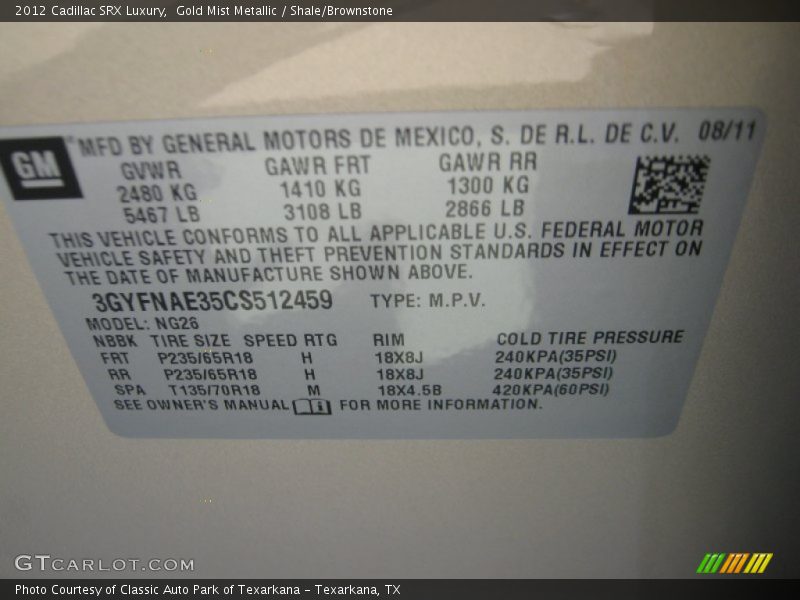 2012 Cadillac SRX Luxury,  Gold Mist Metallic / Shale/Brownstone
GM
MFD BY GENERAL MOTORS DE MEXICO, S. DE R.L. DE C.V. 08/11
GVWR GAWR FRT GAWR RR
2480 KG 1410 KG 1300 KG
5467 LB 3108 LB 2866 LB
THIS VEHICLE CONFORMS TO ALL APPLICABLE U.S. FEDERAL MOTOR
VEHICLE SAFETY AND THEFT PREVENTION STANDARDS IN EFFECT ON
THE DATE OF MANUFACTURE SHOWN ABOVE.
3GYFNAE35CS512459 TYPE: M.P.V.
MODEL: NG26
NBBK TIRE SIZE SPEED RTG RIM COLD TIRE PRESSURE
FRT P235/65R18 H 18X8J 240KPA(35PSI)
RR P235/65R18 H 18X8J 240KPA(35PSI)
SPA T135/70R18 M 18X4.5B 420KPA(60PSI)
SEE OWNER'S MANUAL FOR MORE INFORMATION.
GTCARLOT.COM
Photo Courtesy of Classic Auto Park of Texarkana – Texarkana, TX